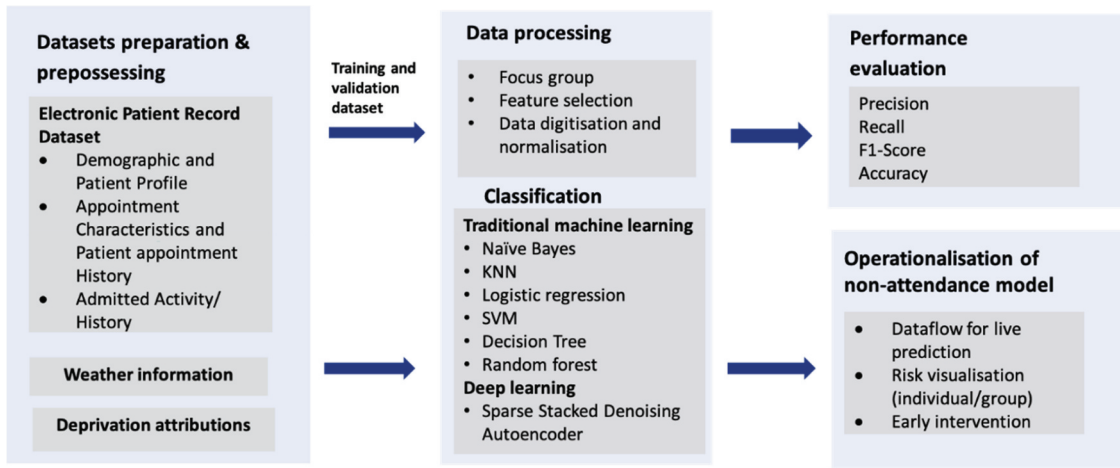 Datasets preparation &
prepossessing
Electronic Patient Record
Dataset
● Demographic and
Patient Profile
● Appointment
Characteristics and
Patient appointment
History
● Admitted Activity/
History
Weather information
Deprivation attributions
Training and
validation
dataset
Data processing
• Focus group
• Feature selection
• Data digitisation and
normalisation
Classification
Traditional machine learning
• Naïve Bayes
• KNN
• Logistic regression
• SVM
• Decision Tree
• Random forest
Deep learning
• Sparse Stacked Denoising
Autoencoder
Performance
evaluation
Precision
Recall
F1-Score
Accuracy
Operationalisation of
non-attendance model
● Dataflow for live
prediction
● Risk visualisation
(individual/group)
● Early intervention